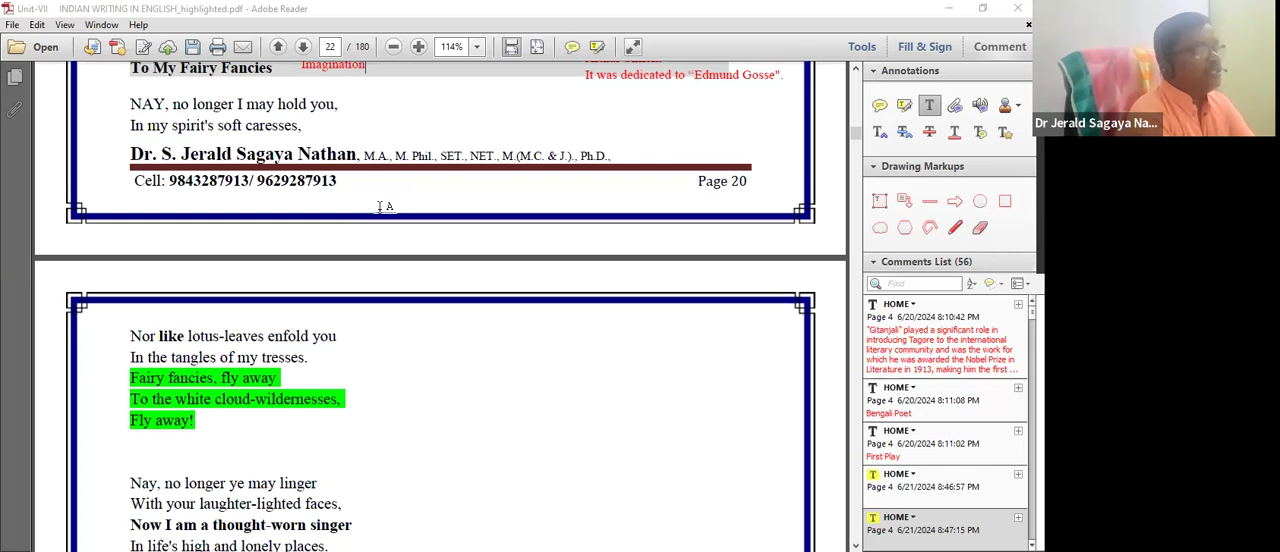 Unit-VII INDIAN WRITING IN ENGLISH_highlighted.pdf - Adobe Reader
File Edit View Window Help
Open 22 / 180 114% Tools Fill & Sign Comment
To My Fairy Fancies Imagination
It was dedicated to “Edmund Gosse".
NAY, no longer I may hold you,
In my spirit's soft caresses,
Dr. S. Jerald Sagaya Nathan, M.A., M. Phil., SET., NET., M.(M.C. & J.)., Ph.D.,
Cell: 9843287913/ 9629287913 Page 20
Nor like lotus-leaves enfold you
In the tangles of my tresses.
Fairy fancies, fly away
To the white cloud-wildernesses,
Fly away!
Nay, no longer ye may linger
With your laughter-lighted faces,
Now I am a thought-worn singer
In life's high and lonely places.
Annotations
Drawing Markups
Comments List (56)
Find
HOME
Page 4 6/20/2024 8:10:42 PM
"Gitanjali" played a significant role in
introducing Tagore to the international
literary community and was the work for
which he was awarded the Nobel Prize in
Literature in 1913, making him the first ...
HOME
Page 4 6/20/2024 8:11:08 PM
Bengali Poet
HOME
Page 4 6/20/2024 8:11:02 PM
First Play
HOME
Page 4 6/21/2024 8:46:57 PM
HOME
Page 4 6/21/2024 8:47:15 PM
Dr Jerald Sagaya Na...